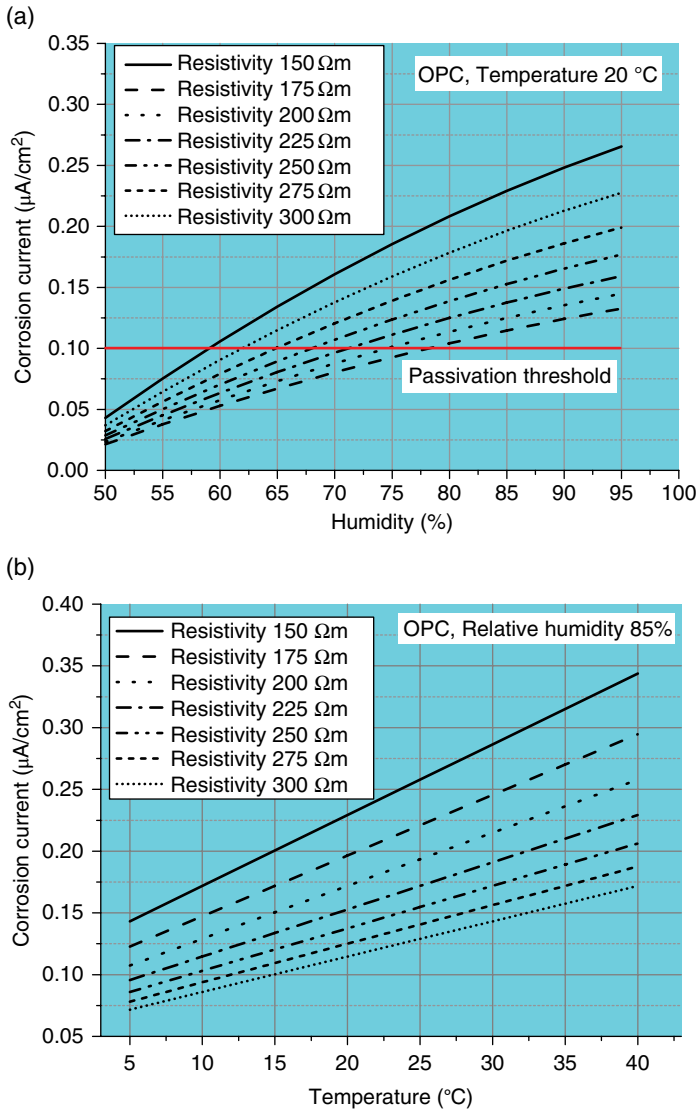 (a)
0.35
0.30
0.25
0.20
0.15
0.10
0.05
0.00
Corrosion current (μA/cm²)
Resistivity 150 Ωm
Resistivity 175 Ωm
Resistivity 200 Ωm
Resistivity 225 Ωm
Resistivity 250 Ωm
Resistivity 275 Ωm
Resistivity 300 Ωm
OPC, Temperature 20 °C
Passivation threshold
50 55 60 65 70 75 80 85 90 95 100
Humidity (%)
(b)
0.40
0.35
0.30
0.25
0.20
0.15
0.10
0.05
Corrosion current (μA/cm²)
Resistivity 150 Ωm
Resistivity 175 Ωm
Resistivity 200 Ωm
Resistivity 225 Ωm
Resistivity 250 Ωm
Resistivity 275 Ωm
Resistivity 300 Ωm
OPC, Relative humidity 85%
5 10 15 20 25 30 35 40
Temperature (°C)